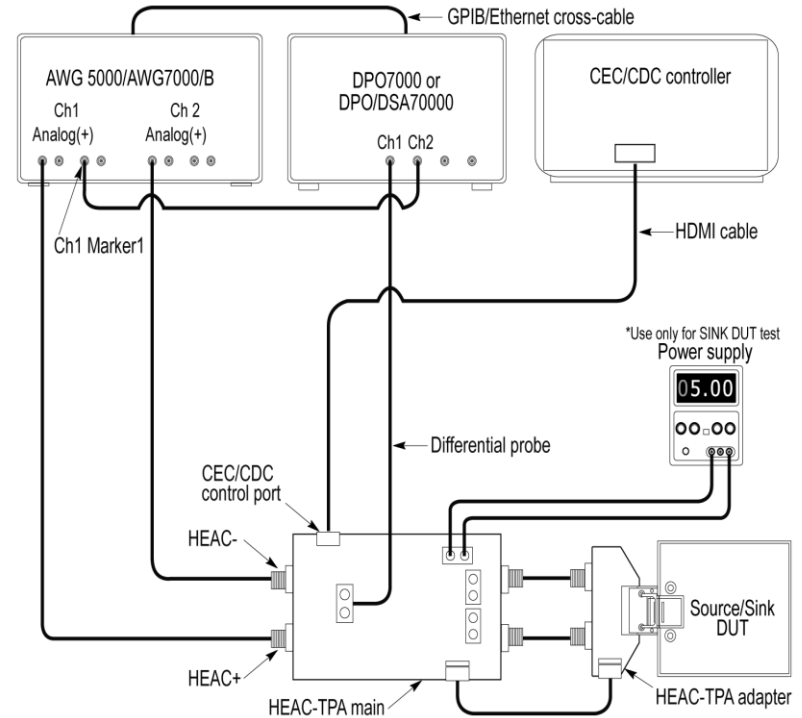 GPIB/Ethernet cross-cable
AWG 5000/AWG7000/B
Ch1
Analog(+)
Ch 2
Analog(+)
DPO7000 or
DPO/DSA70000
Ch1 Ch2
CEC/CDC controller
Ch1 Marker1
HDMI cable
*Use only for SINK DUT test
Power supply
05.00
Differential probe
CEC/CDC
control port
HEAC-
HEAC+
Source/Sink
DUT
HEAC-TPA main
HEAC-TPA adapter